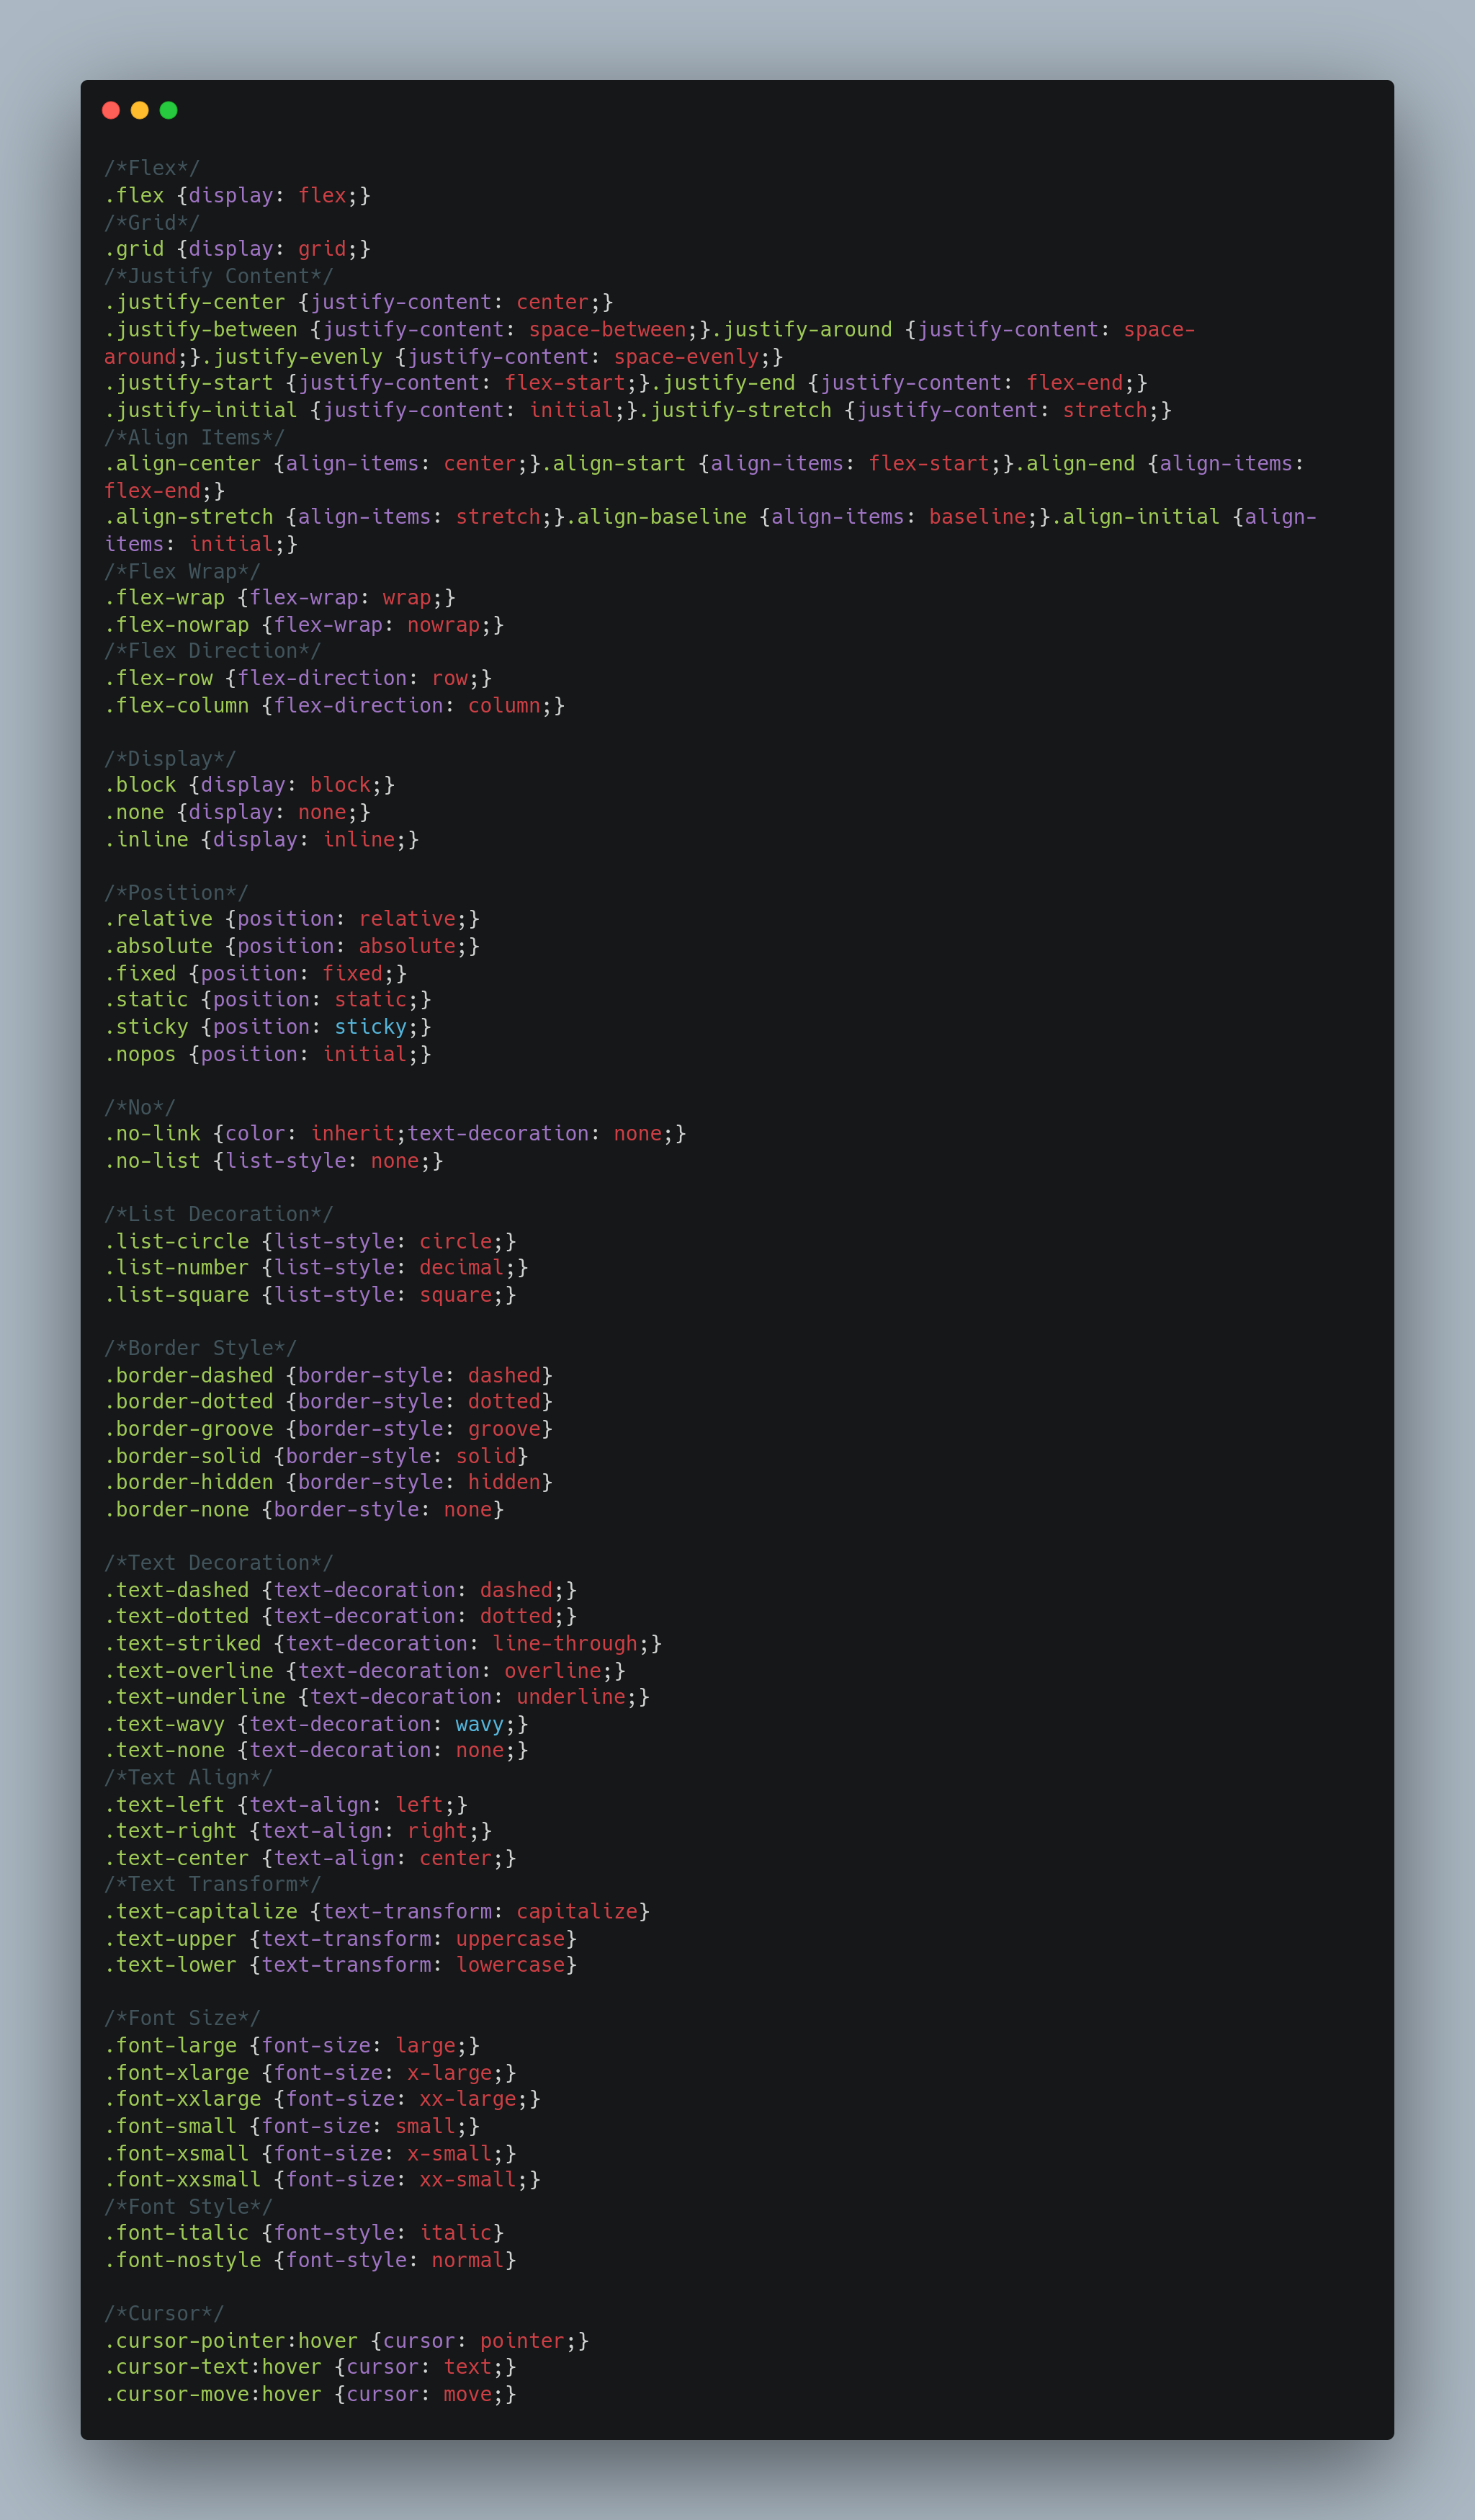 /*Flex*/
.flex {display: flex;}
/*Grid*/
.grid {display: grid;}
/*Justify Content*/
.justify-center {justify-content: center;}
.justify-between {justify-content: space-between;}.justify-around {justify-content: space-
around;}.justify-evenly {justify-content: space-evenly;}
.justify-start {justify-content: flex-start;}.justify-end {justify-content: flex-end;}
.justify-initial {justify-content: initial;}.justify-stretch {justify-content: stretch;}
/*Align Items*/
.align-center {align-items: center;}.align-start {align-items: flex-start;}.align-end {align-items:
flex-end;}
.align-stretch {align-items: stretch;}.align-baseline {align-items: baseline;}.align-initial {align-
items: initial;}
/*Flex Wrap*/
.flex-wrap {flex-wrap: wrap;}
.flex-nowrap {flex-wrap: nowrap;}
/*Flex Direction*/
.flex-row {flex-direction: row;}
.flex-column {flex-direction: column;}

/*Display*/
.block {display: block;}
.none {display: none;}
.inline {display: inline;}

/*Position*/
.relative {position: relative;}
.absolute {position: absolute;}
.fixed {position: fixed;}
.static {position: static;}
.sticky {position: sticky;}
.nopos {position: initial;}

/*No*/
.no-link {color: inherit;text-decoration: none;}
.no-list {list-style: none;}

/*List Decoration*/
.list-circle {list-style: circle;}
.list-number {list-style: decimal;}
.list-square {list-style: square;}

/*Border Style*/
.border-dashed {border-style: dashed}
.border-dotted {border-style: dotted}
.border-groove {border-style: groove}
.border-solid {border-style: solid}
.border-hidden {border-style: hidden}
.border-none {border-style: none}

/*Text Decoration*/
.text-dashed {text-decoration: dashed;}
.text-dotted {text-decoration: dotted;}
.text-striked {text-decoration: line-through;}
.text-overline {text-decoration: overline;}
.text-underline {text-decoration: underline;}
.text-wavy {text-decoration: wavy;}
.text-none {text-decoration: none;}
/*Text Align*/
.text-left {text-align: left;}
.text-right {text-align: right;}
.text-center {text-align: center;}
/*Text Transform*/
.text-capitalize {text-transform: capitalize}
.text-upper {text-transform: uppercase}
.text-lower {text-transform: lowercase}

/*Font Size*/
.font-large {font-size: large;}
.font-xlarge {font-size: x-large;}
.font-xxlarge {font-size: xx-large;}
.font-small {font-size: small;}
.font-xsmall {font-size: x-small;}
.font-xxsmall {font-size: xx-small;}
/*Font Style*/
.font-italic {font-style: italic}
.font-nostyle {font-style: normal}

/*Cursor*/
.cursor-pointer:hover {cursor: pointer;}
.cursor-text:hover {cursor: text;}
.cursor-move:hover {cursor: move;}